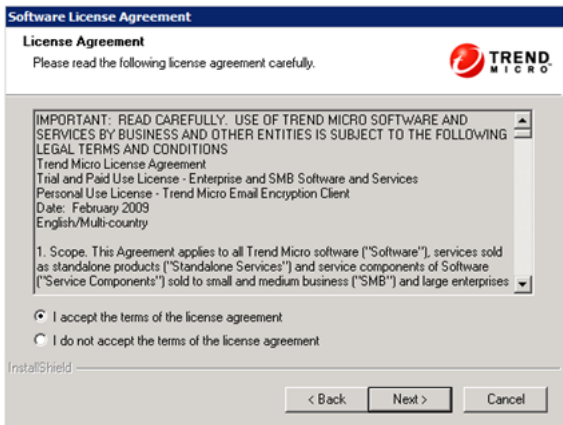 Software License Agreement
License Agreement
Please read the following license agreement carefully.
TREND
MICRO
IMPORTANT: READ CAREFULLY. USE OF TREND MICRO SOFTWARE AND
SERVICES BY BUSINESS AND OTHER ENTITIES IS SUBJECT TO THE FOLLOWING
LEGAL TERMS AND CONDITIONS
Trend Micro License Agreement
Trial and Paid Use License - Enterprise and SMB Software and Services
Personal Use License - Trend Micro Email Encryption Client
Date: February 2009
English/Multi-country
1. Scope. This Agreement applies to all Trend Micro software ("Software"), services sold
as standalone products ("Standalone Services") and service components of Software
("Service Components") sold to small and medium business ("SMB") and large enterprises
I accept the terms of the license agreement
I do not accept the terms of the license agreement
InstallShield
< Back
Next >
Cancel